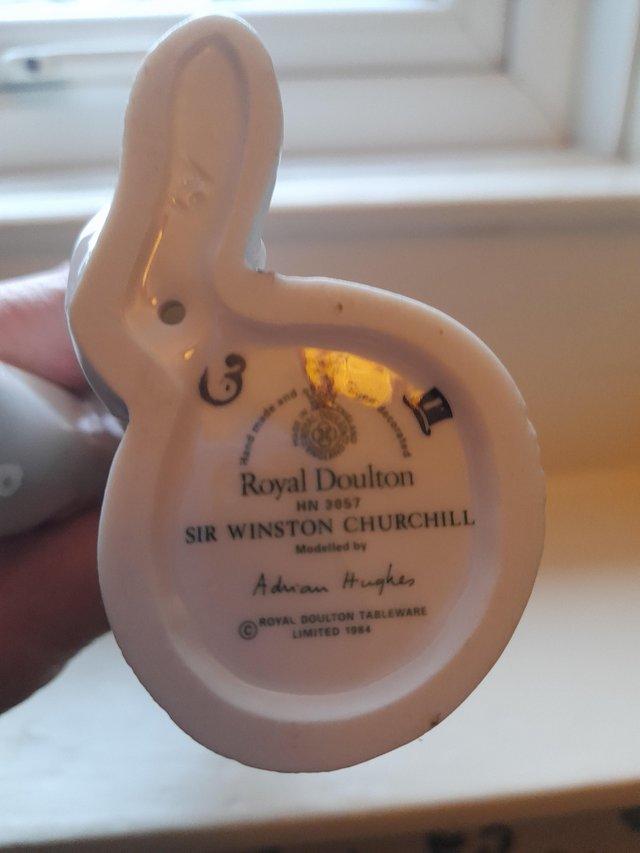 Hand made and decorated
Royal Doulton
HN 3057
SIR WINSTON CHURCHILL
Modelled by
Adrian Hughes
© ROYAL DOULTON TABLEWARE
LIMITED 1984